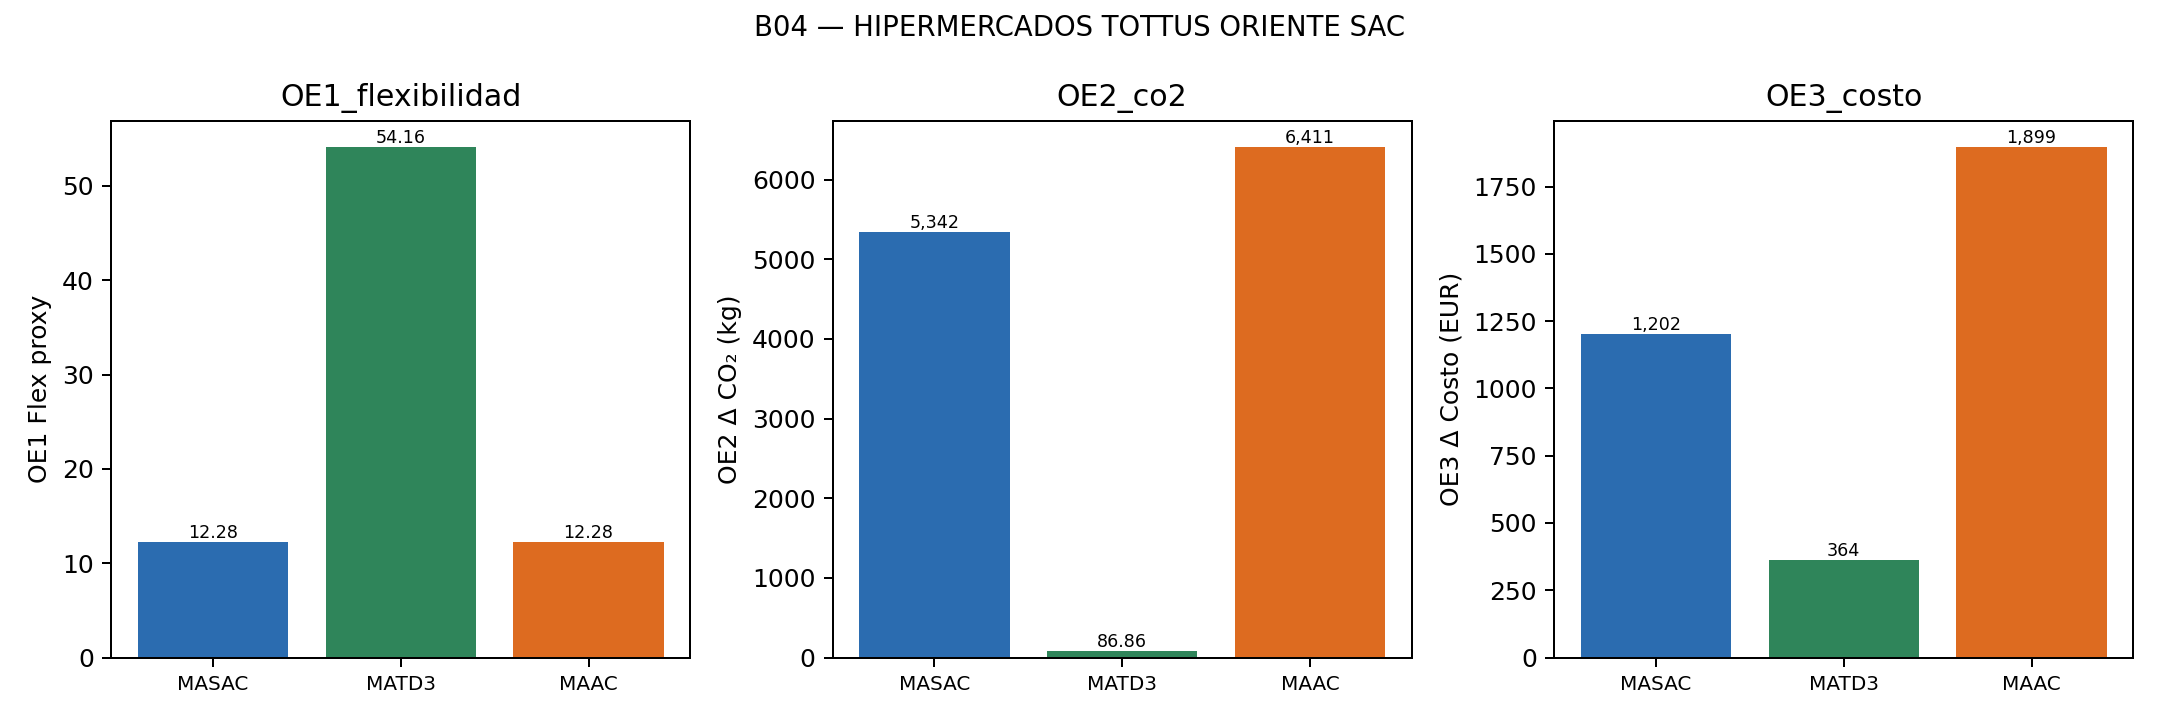 B04 — HIPERMERCADOS TOTTUS ORIENTE SAC
OE1_flexibilidad
OE1 Flex proxy
50
40
30
20
10
0
12.28
54.16
12.28
MASAC
MATD3
MAAC
OE2_co2
OE2 Δ CO₂ (kg)
6000
5000
4000
3000
2000
1000
0
5,342
86.86
6,411
MASAC
MATD3
MAAC
OE3_costo
OE3 Δ Costo (EUR)
1750
1500
1250
1000
750
500
250
0
1,202
364
1,899
MASAC
MATD3
MAAC